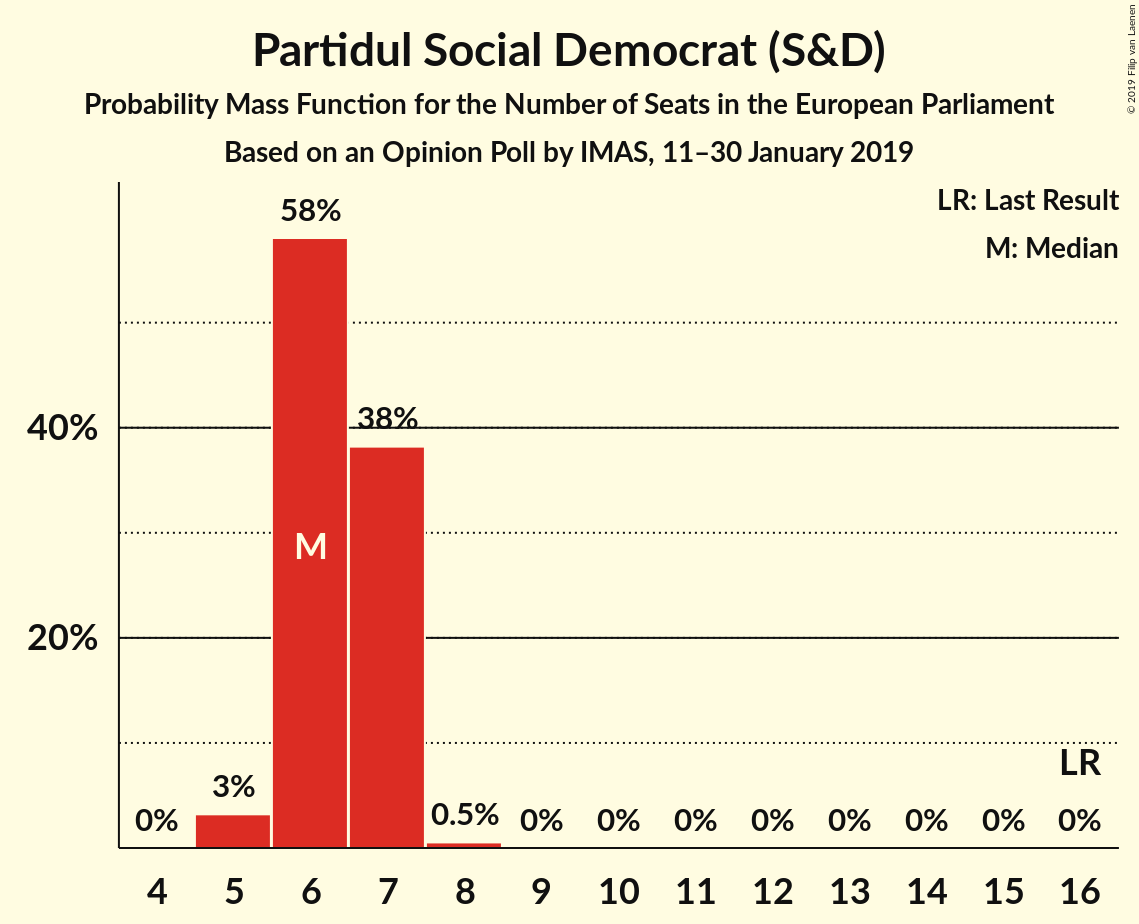 Partidul Social Democrat (S&D)
Probability Mass Function for the Number of Seats in the European Parliament
Based on an Opinion Poll by IMAS, 11–30 January 2019
© 2019 Filip van Laenen
LR: Last Result
M: Median
58%
40%
38%
M
20%
LR
0%
3%
0.5%
0%
0%
0%
0%
0%
0%
0%
0%
4 5 6 7 8 9 10 11 12 13 14 15 16